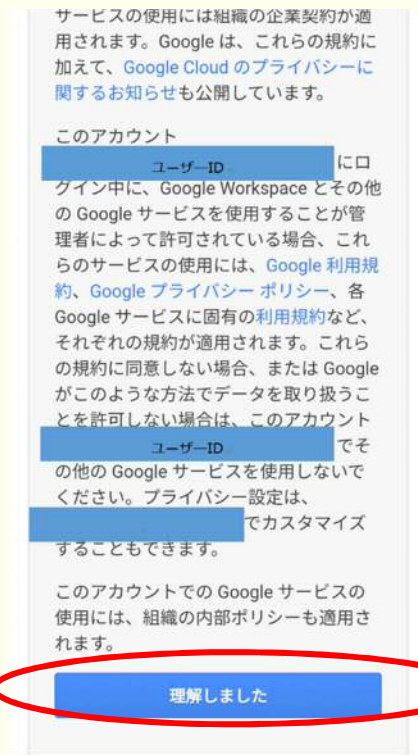 サービスの使用には組織の企業契約が適
用されます。Google は、これらの規約に
加えて、Google Cloud のプライバシーに
関するお知らせも公開しています。
このアカウント
ユーザーID にロ
グイン中に、Google Workspace とその他
の Google サービスを使用することが管
理者によって許可されている場合、これ
らのサービスの使用には、Google 利用規
約、Google プライバシー ポリシー、各
Google サービスに固有の利用規約など、
それぞれの規約が適用されます。これら
の規約に同意しない場合、または Google
がこのような方法でデータを取り扱うこ
とを許可しない場合は、このアカウント
ユーザーID でそ
の他の Google サービスを使用しないで
ください。プライバシー設定は、
でカスタマイズ
することもできます。
このアカウントでの Google サービスの
使用には、組織の内部ポリシーも適用さ
れます。
理解しました